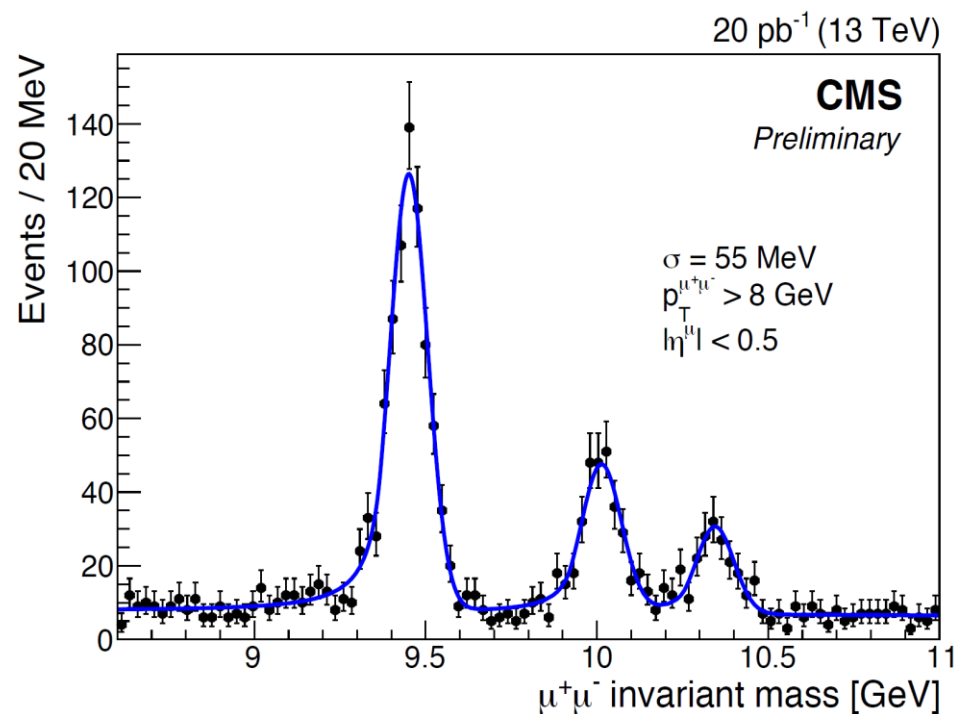 20 pb⁻¹ (13 TeV)
CMS
Preliminary
Events / 20 MeV
140
120
100
80
60
40
20
0
σ = 55 MeV
p_T^{μ⁺μ⁻} > 8 GeV
|η^μ| < 0.5
9
9.5
10
10.5
11
μ⁺μ⁻ invariant mass [GeV]